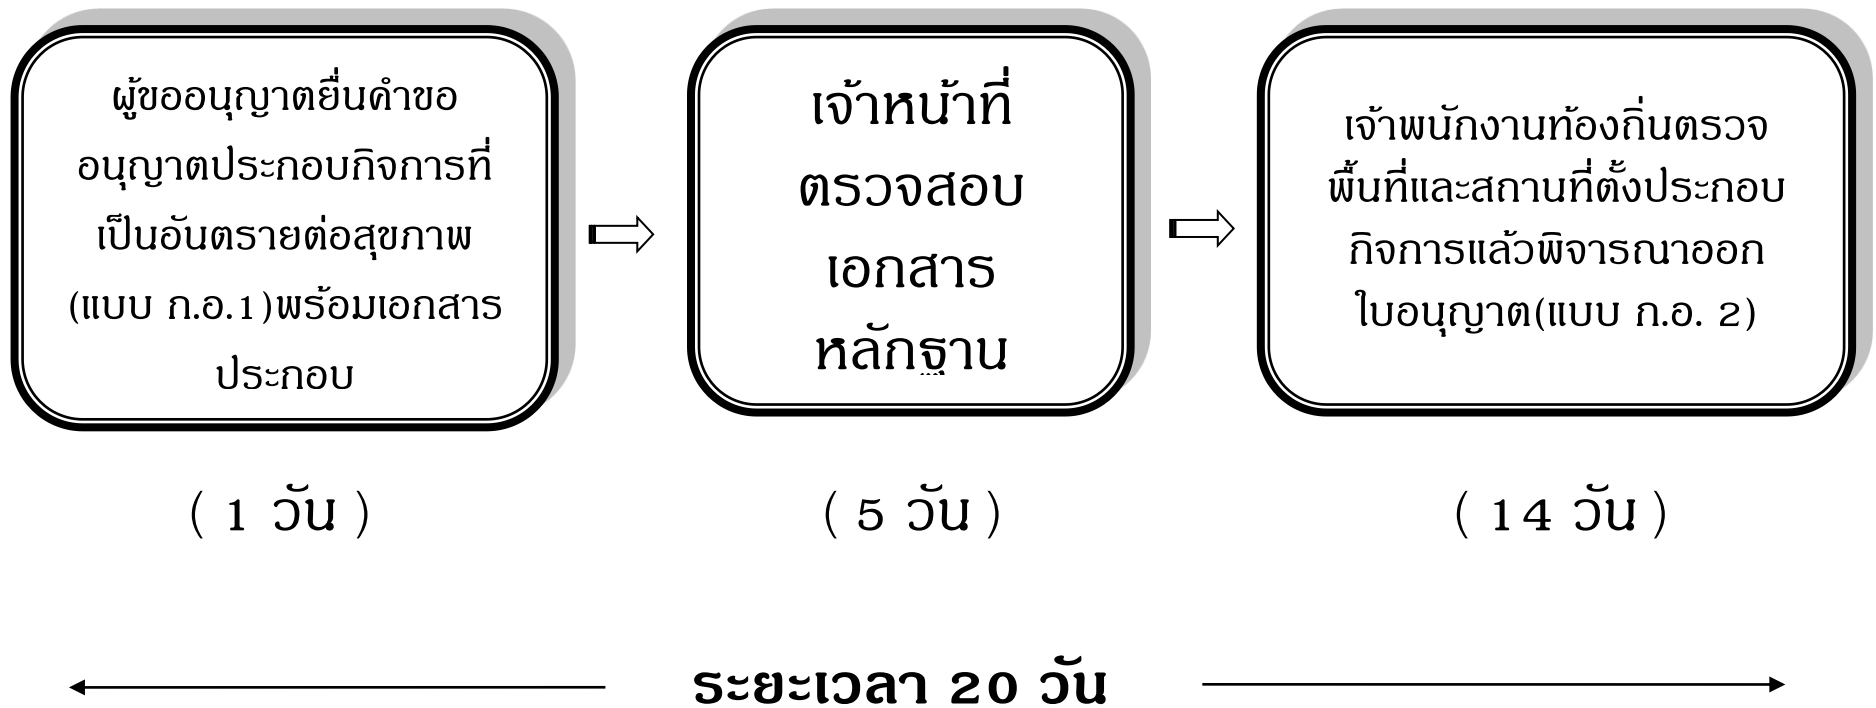 ผู้ขออนุญาตยื่นคำขอ
อนุญาตประกอบกิจการที่
เป็นอันตรายต่อสุขภาพ
(แบบ ก.อ.1)พร้อมเอกสาร
ประกอบ
เจ้าหน้าที่
ตรวจสอบ
เอกสาร
หลักฐาน
เจ้าพนักงานท้องถิ่นตรวจ
พื้นที่และสถานที่ตั้งประกอบ
กิจการแล้วพิจารณาออก
ใบอนุญาต(แบบ ก.อ. 2)
( 1 วัน )
( 5 วัน )
( 14 วัน )
ระยะเวลา 20 วัน